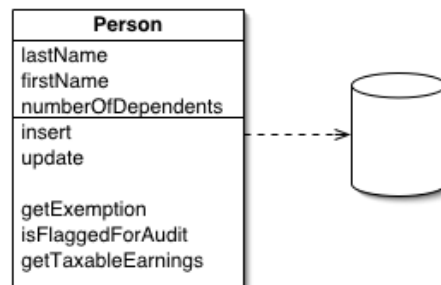 Person
lastName
firstName
numberOfDependents
insert
update
getExemption
isFlaggedForAudit
getTaxableEarnings